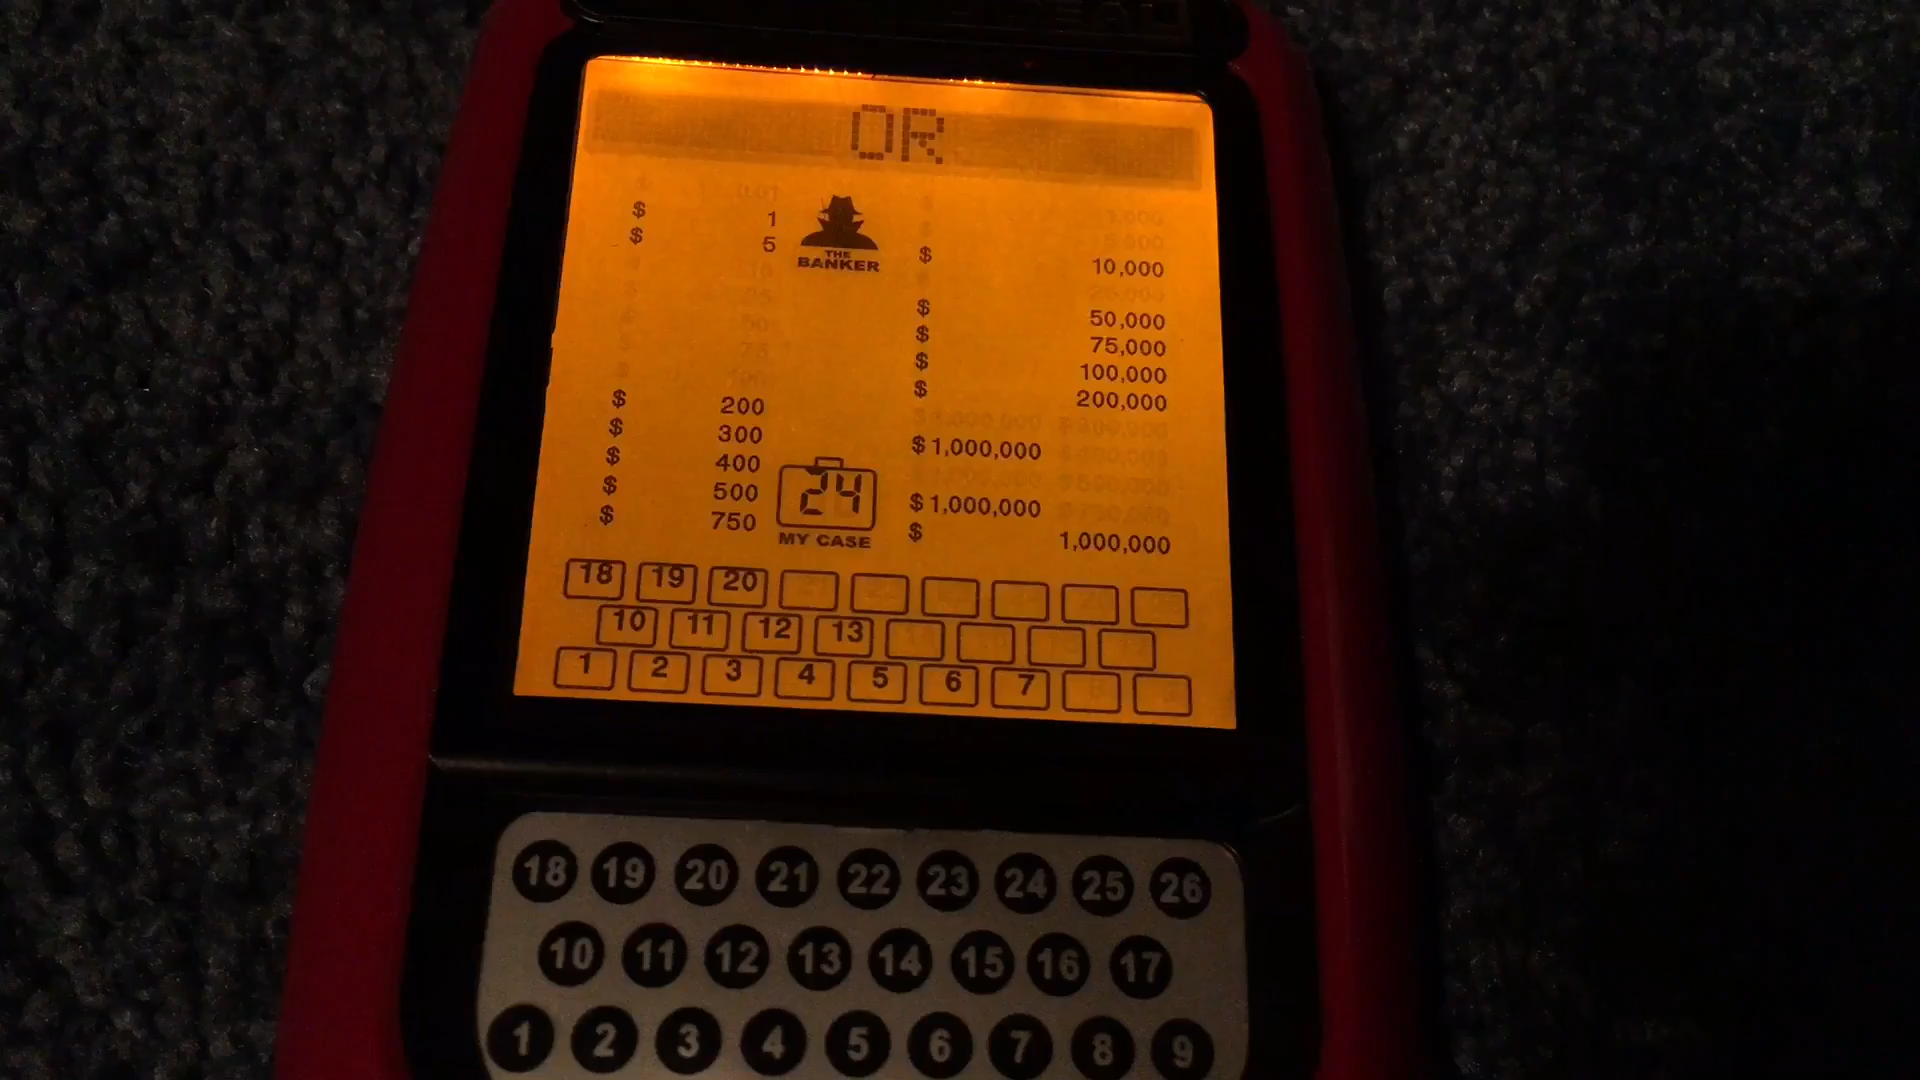 OR
$ 1
$ 5
THE
BANKER
$ 10,000
$ 50,000
$ 75,000
$ 100,000
$ 200,000
$ 200
$ 300
$ 400
$ 500
$ 750
$1,000,000
$1,000,000
$ 1,000,000
24
MY CASE
18 19 20
10 11 12 13
1 2 3 4 5 6 7
18 19 20 21 22 23 24 25 26
10 11 12 13 14 15 16 17
1 2 3 4 5 6 7 8 9